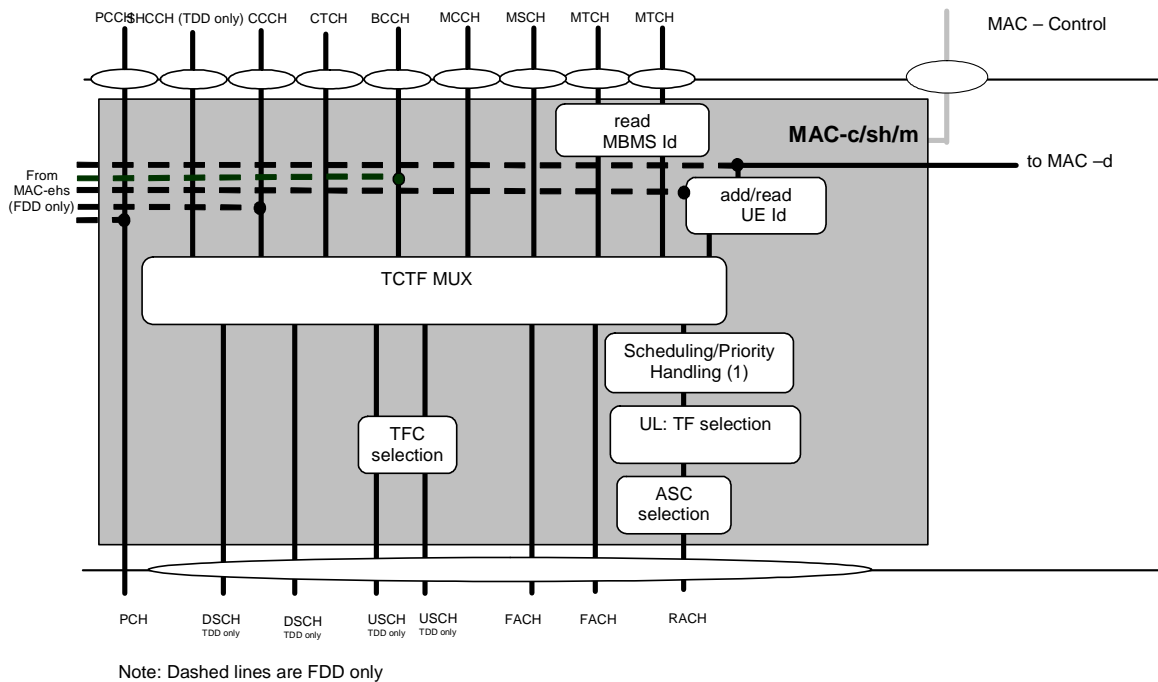 PCCH SHCCH (TDD only) CCCH CTCH BCCH MCCH MSCH MTCH MTCH
MAC – Control
read
MBMS Id
MAC-c/sh/m
to MAC –d
From
MAC-ehs
(FDD only)
add/read
UE Id
TCTF MUX
Scheduling/Priority
Handling (1)
UL: TF selection
TFC
selection
ASC
selection
PCH DSCH DSCH USCH USCH FACH FACH RACH
TDD only TDD only TDD only TDD only
Note: Dashed lines are FDD only